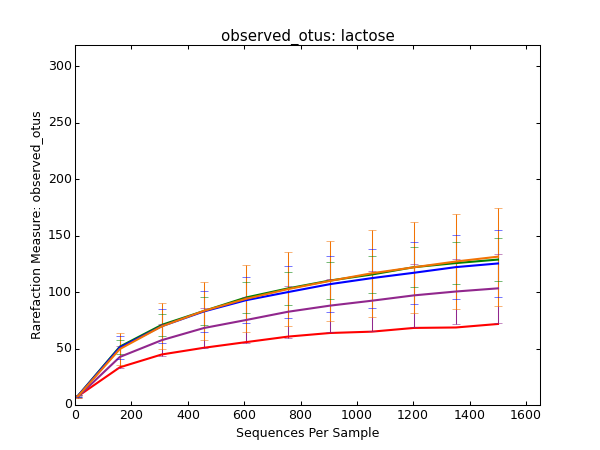 observed_otus: lactose
Rarefaction Measure: observed_otus
300
250
200
150
100
50
0
0 200 400 600 800 1000 1200 1400 1600
Sequences Per Sample